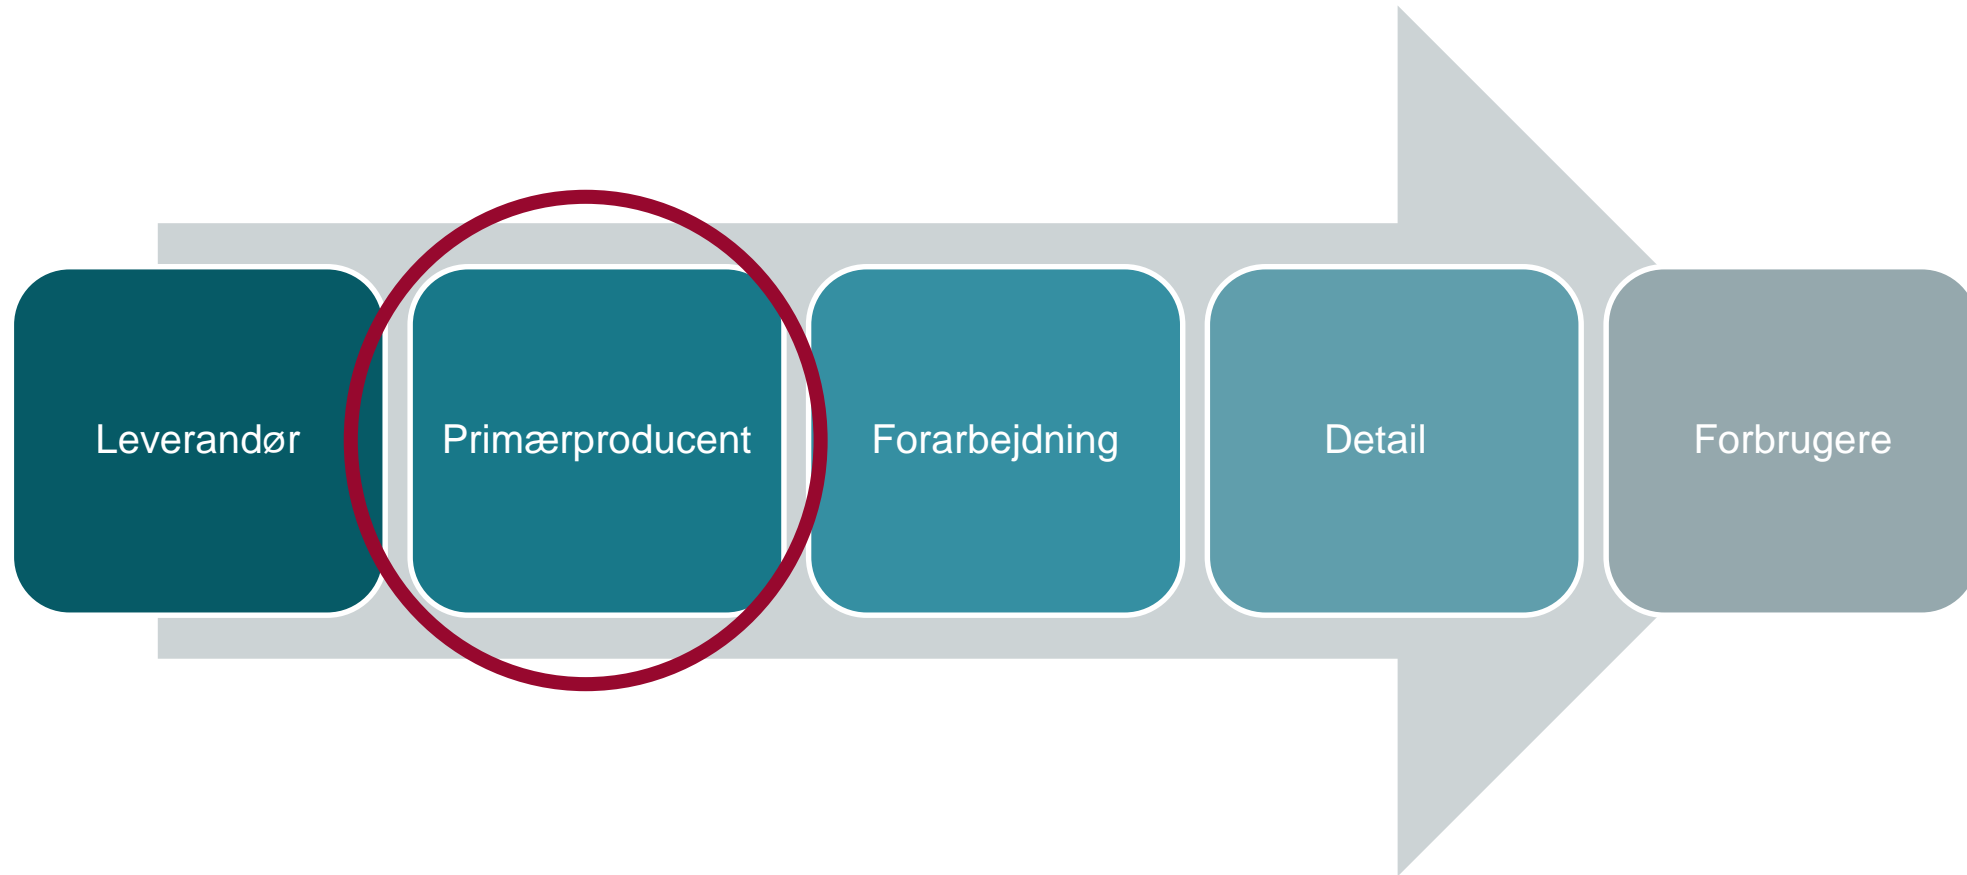 Leverandør
Primærproducent
Forarbejdning
Detail
Forbrugere